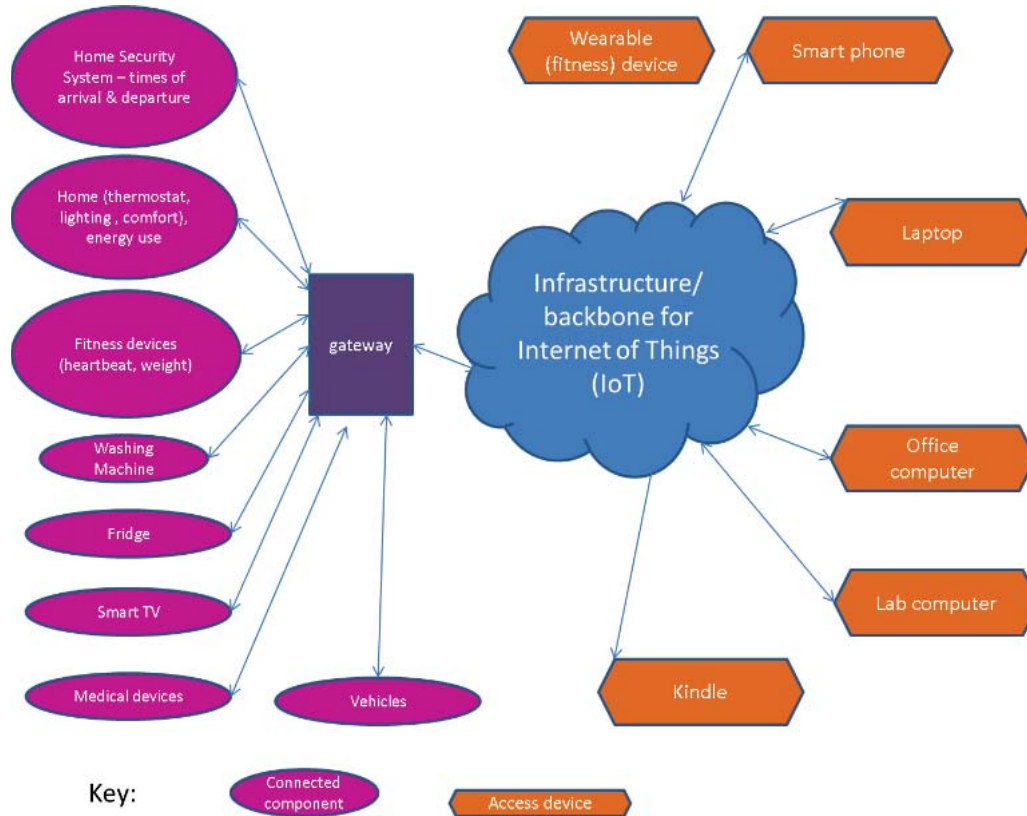 Home Security
System – times of
arrival & departure
Home (thermostat,
lighting , comfort),
energy use
Fitness devices
(heartbeat, weight)
Washing
Machine
Fridge
Smart TV
Medical devices
Vehicles
gateway
Infrastructure/
backbone for
Internet of Things
(IoT)
Wearable
(fitness) device
Smart phone
Laptop
Office
computer
Lab computer
Kindle
Key:
Connected
component
Access device